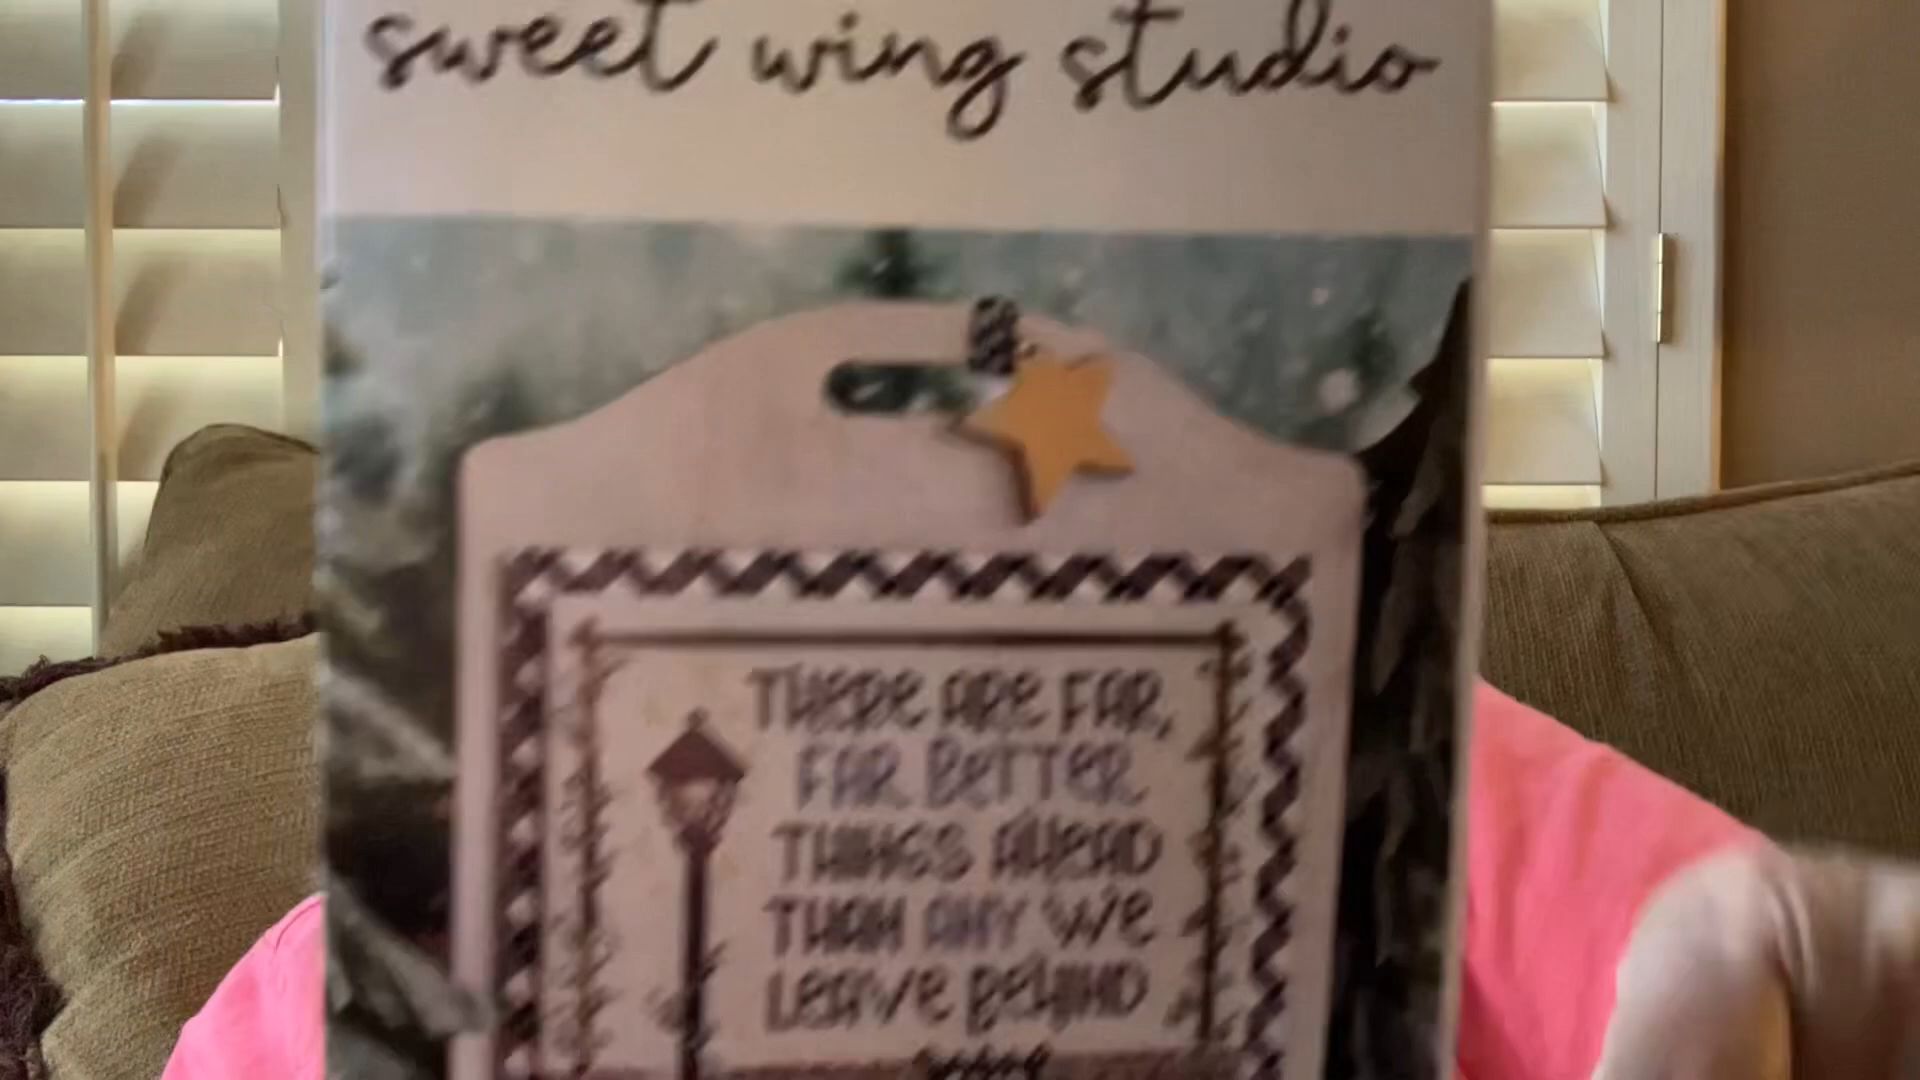 sweet wing studio
THERE ARE FAR,
FAR BETTER
THINGS AHEAD
THAN ANY WE
LEAVE BEHIND